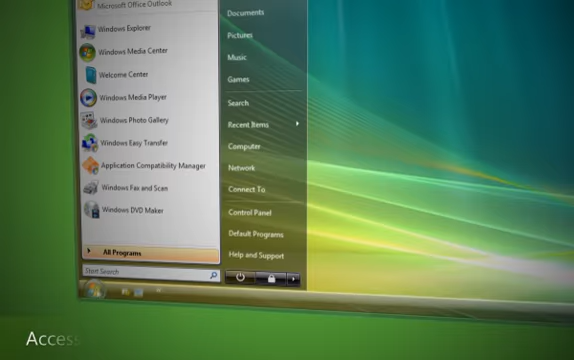 Microsoft Office Outlook
Windows Explorer
Windows Media Center
Welcome Center
Windows Media Player
Windows Photo Gallery
Windows Easy Transfer
Application Compatibility Manager
Windows Fax and Scan
Windows DVD Maker
All Programs
Start Search
Documents
Pictures
Music
Games
Search
Recent Items
Computer
Network
Connect To
Control Panel
Default Programs
Help and Support
Access